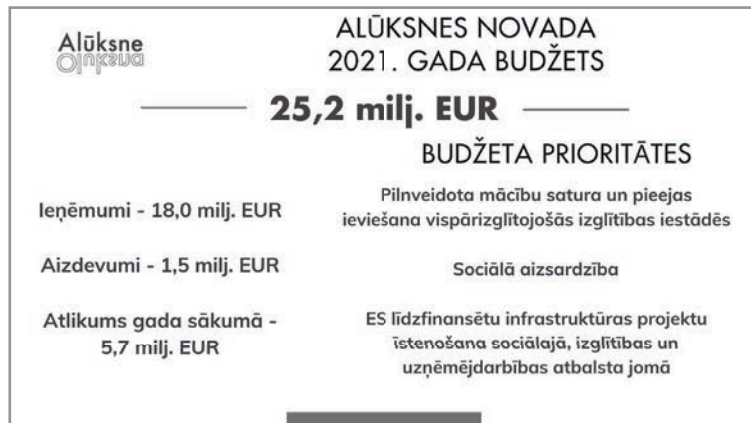 Alūksne
ALŪKSNES NOVADA
2021. GADA BUDŽETS
25,2 milj. EUR
BUDŽETA PRIORITĀTES
Ieņēmumi - 18,0 milj. EUR
Aizdevumi - 1,5 milj. EUR
Atlikums gada sākumā -
5,7 milj. EUR
Pilnveidota mācību satura un pieejas
ieviešana vispārizglītojošās izglītības iestādēs
Sociālā aizsardzība
ES līdzfinansētu infrastruktūras projektu
īstenošana sociālajā, izglītības un
uzņēmējdarbības atbalsta jomā